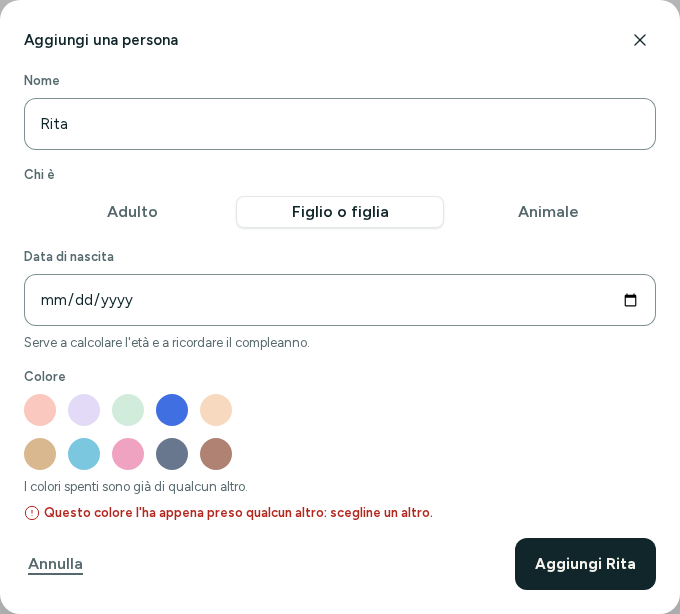 Aggiungi una persona
Nome
Rita
Chi è
Adulto
Figlio o figlia
Animale
Data di nascita
mm/dd/yyyy
Serve a calcolare l'età e a ricordare il compleanno.
Colore
I colori spenti sono già di qualcun altro.
Questo colore l'ha appena preso qualcun altro: scegline un altro.
Annulla
Aggiungi Rita